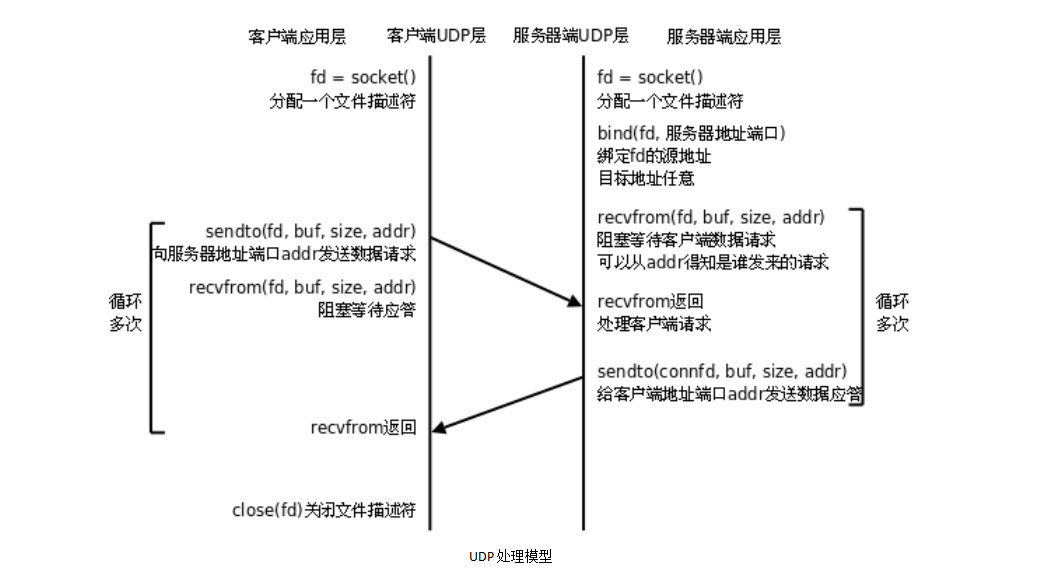 客户端应用层 客户端UDP层 服务器端UDP层 服务器端应用层
fd = socket()
分配一个文件描述符
fd = socket()
分配一个文件描述符
bind(fd, 服务器地址端口)
绑定fd的源地址
目标地址任意
sendto(fd, buf, size, addr)
向服务器地址端口addr发送数据请求
recvfrom(fd, buf, size, addr)
阻塞等待应答
循环
多次
recvfrom(fd, buf, size, addr)
阻塞等待客户端数据请求
可以从addr得知是谁发来的请求
recvfrom返回
处理客户端请求
循环
多次
sendto(connfd, buf, size, addr)
给客户端地址端口addr发送数据应答
recvfrom返回
close(fd)关闭文件描述符
UDP处理模型